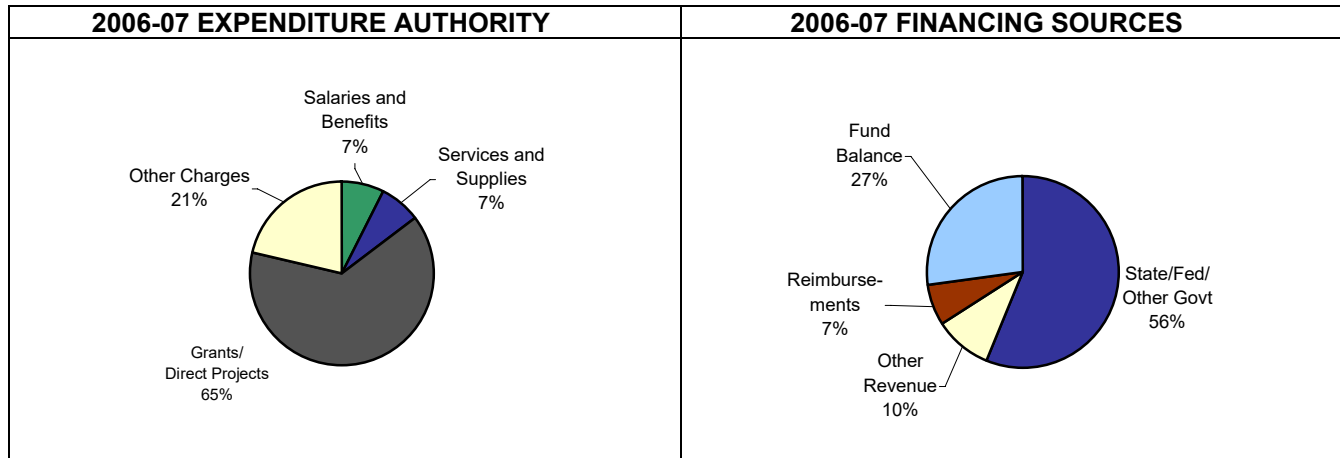 2006-07 EXPENDITURE AUTHORITY
Salaries and
Benefits
7%
Services and
Supplies
7%
Other Charges
21%
Grants/
Direct Projects
65%
2006-07 FINANCING SOURCES
Fund
Balance
27%
State/Fed/
Other Govt
56%
Reimburse-
ments
7%
Other
Revenue
10%